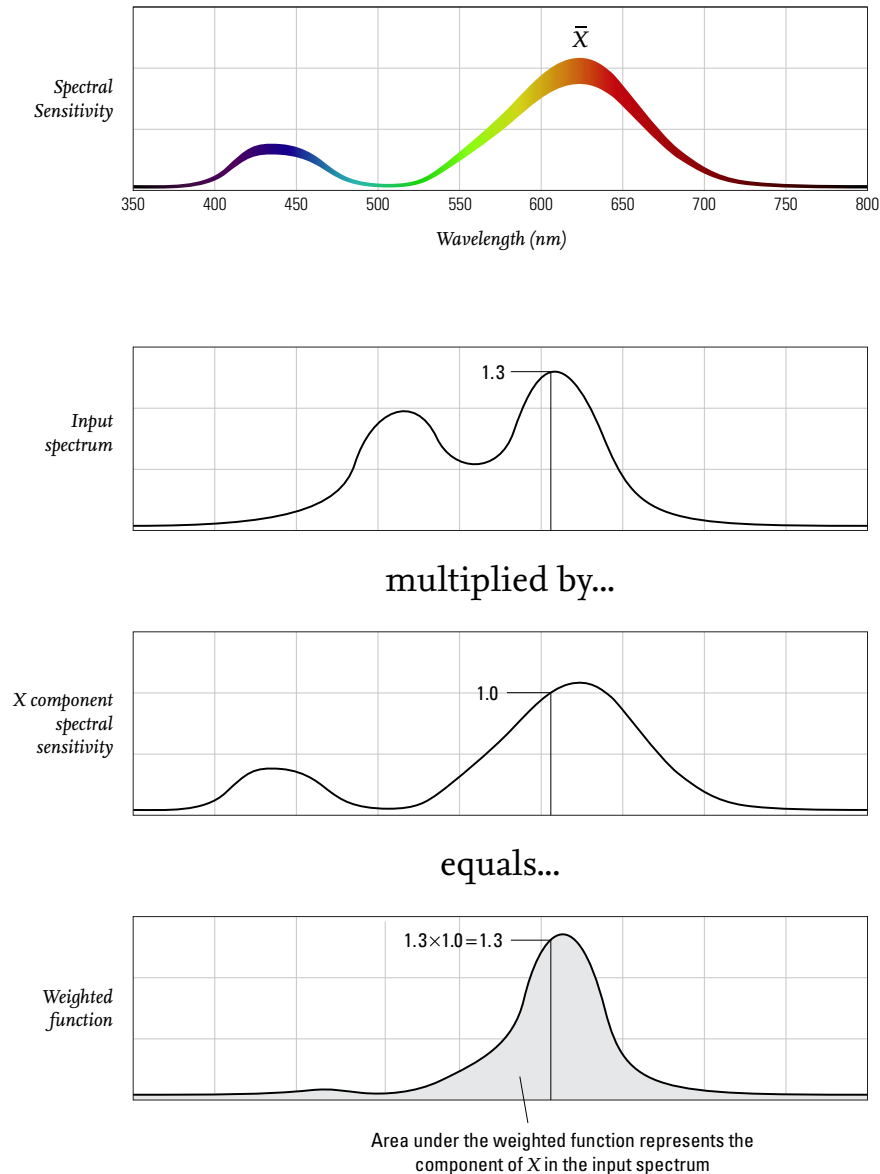 X̄
Spectral
Sensitivity
350 400 450 500 550 600 650 700 750 800
Wavelength (nm)
1.3
Input
spectrum
multiplied by...
1.0
X component
spectral
sensitivity
equals...
1.3×1.0=1.3
Weighted
function
Area under the weighted function represents the
component of X in the input spectrum